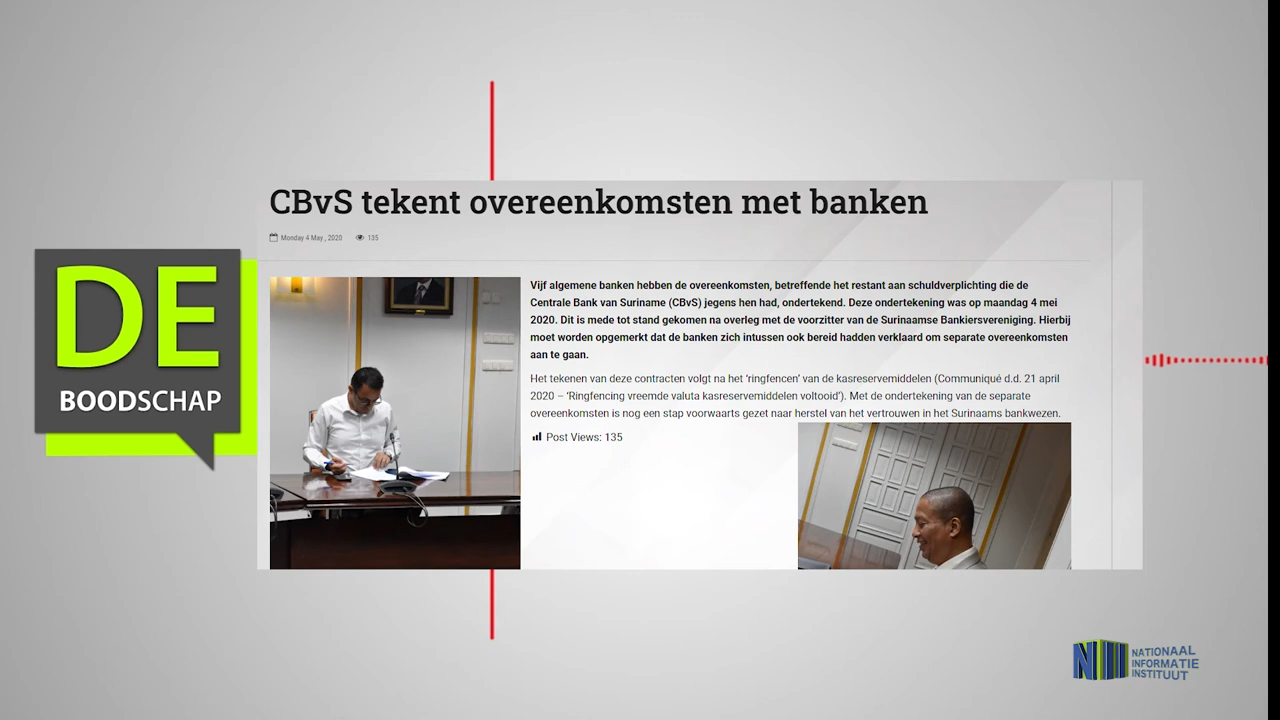 CBvS tekent overeenkomsten met banken
Monday 4 May , 2020 135
DE
BOODSCHAP
Vijf algemene banken hebben de overeenkomsten, betreffende het restant aan schuldverplichting die de
Centrale Bank van Suriname (CBvS) jegens hen had, ondertekend. Deze ondertekening was op maandag 4 mei
2020. Dit is mede tot stand gekomen na overleg met de voorzitter van de Surinaamse Bankiersvereniging. Hierbij
moet worden opgemerkt dat de banken zich intussen ook bereid hadden verklaard om separate overeenkomsten
aan te gaan.
Het tekenen van deze contracten volgt na het ‘ringfencen’ van de kasreservemiddelen (Communiqué d.d. 21 april
2020 – ‘Ringfencing vreemde valuta kasreservemiddelen voltooid’). Met de ondertekening van de separate
overeenkomsten is nog een stap voorwaarts gezet naar herstel van het vertrouwen in het Surinaams bankwezen.
Post Views: 135
NII
NATIONAAL
INFORMATIE
INSTITUUT